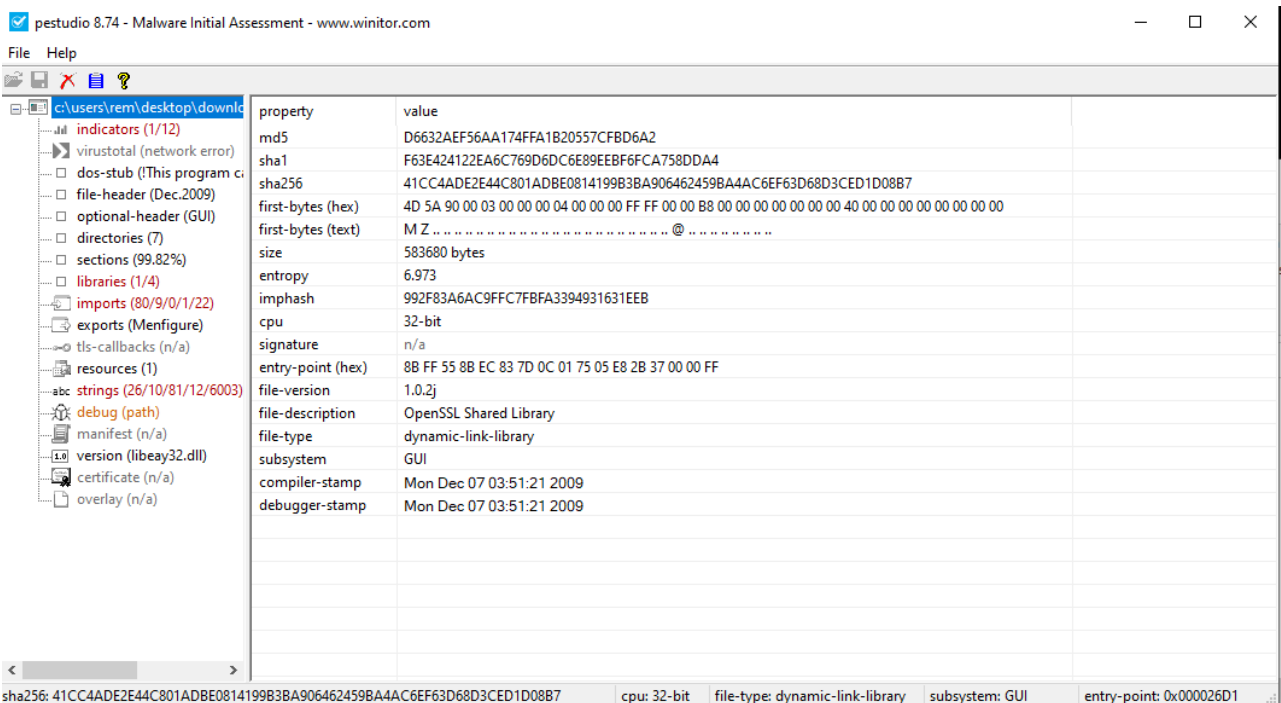 pestudio 8.74 - Malware Initial Assessment - www.winitor.com
File Help
c:\users\rem\desktop\downlc
indicators (1/12)
virustotal (network error)
dos-stub (!This program ca
file-header (Dec.2009)
optional-header (GUI)
directories (7)
sections (99.82%)
libraries (1/4)
imports (80/9/0/1/22)
exports (Menfigure)
tls-callbacks (n/a)
resources (1)
abc strings (26/10/81/12/6003)
debug (path)
manifest (n/a)
1.0 version (libeay32.dll)
certificate (n/a)
overlay (n/a)
property value
md5 D6632AEF56AA174FFA1B20557CFBD6A2
sha1 F63E424122EA6C769D6DC6E89EEBF6FCA758DDA4
sha256 41CC4ADE2E44C801ADBE0814199B3BA906462459BA4AC6EF63D68D3CED1D08B7
first-bytes (hex) 4D 5A 90 00 03 00 00 00 04 00 00 00 FF FF 00 00 B8 00 00 00 00 00 00 00 40 00 00 00 00 00 00 00
first-bytes (text) M Z .. .. .. .. .. .. .. .. .. .. .. .. .. .. .. .. .. .. .. .. .. .. @ .. .. .. .. .. .. ..
size 583680 bytes
entropy 6.973
imphash 992F83A6AC9FFC7FBFA3394931631EEB
cpu 32-bit
signature n/a
entry-point (hex) 8B FF 55 8B EC 83 7D 0C 01 75 05 E8 2B 37 00 00 FF
file-version 1.0.2j
file-description OpenSSL Shared Library
file-type dynamic-link-library
subsystem GUI
compiler-stamp Mon Dec 07 03:51:21 2009
debugger-stamp Mon Dec 07 03:51:21 2009
sha256: 41CC4ADE2E44C801ADBE0814199B3BA906462459BA4AC6EF63D68D3CED1D08B7 cpu: 32-bit file-type: dynamic-link-library subsystem: GUI entry-point: 0x000026D1